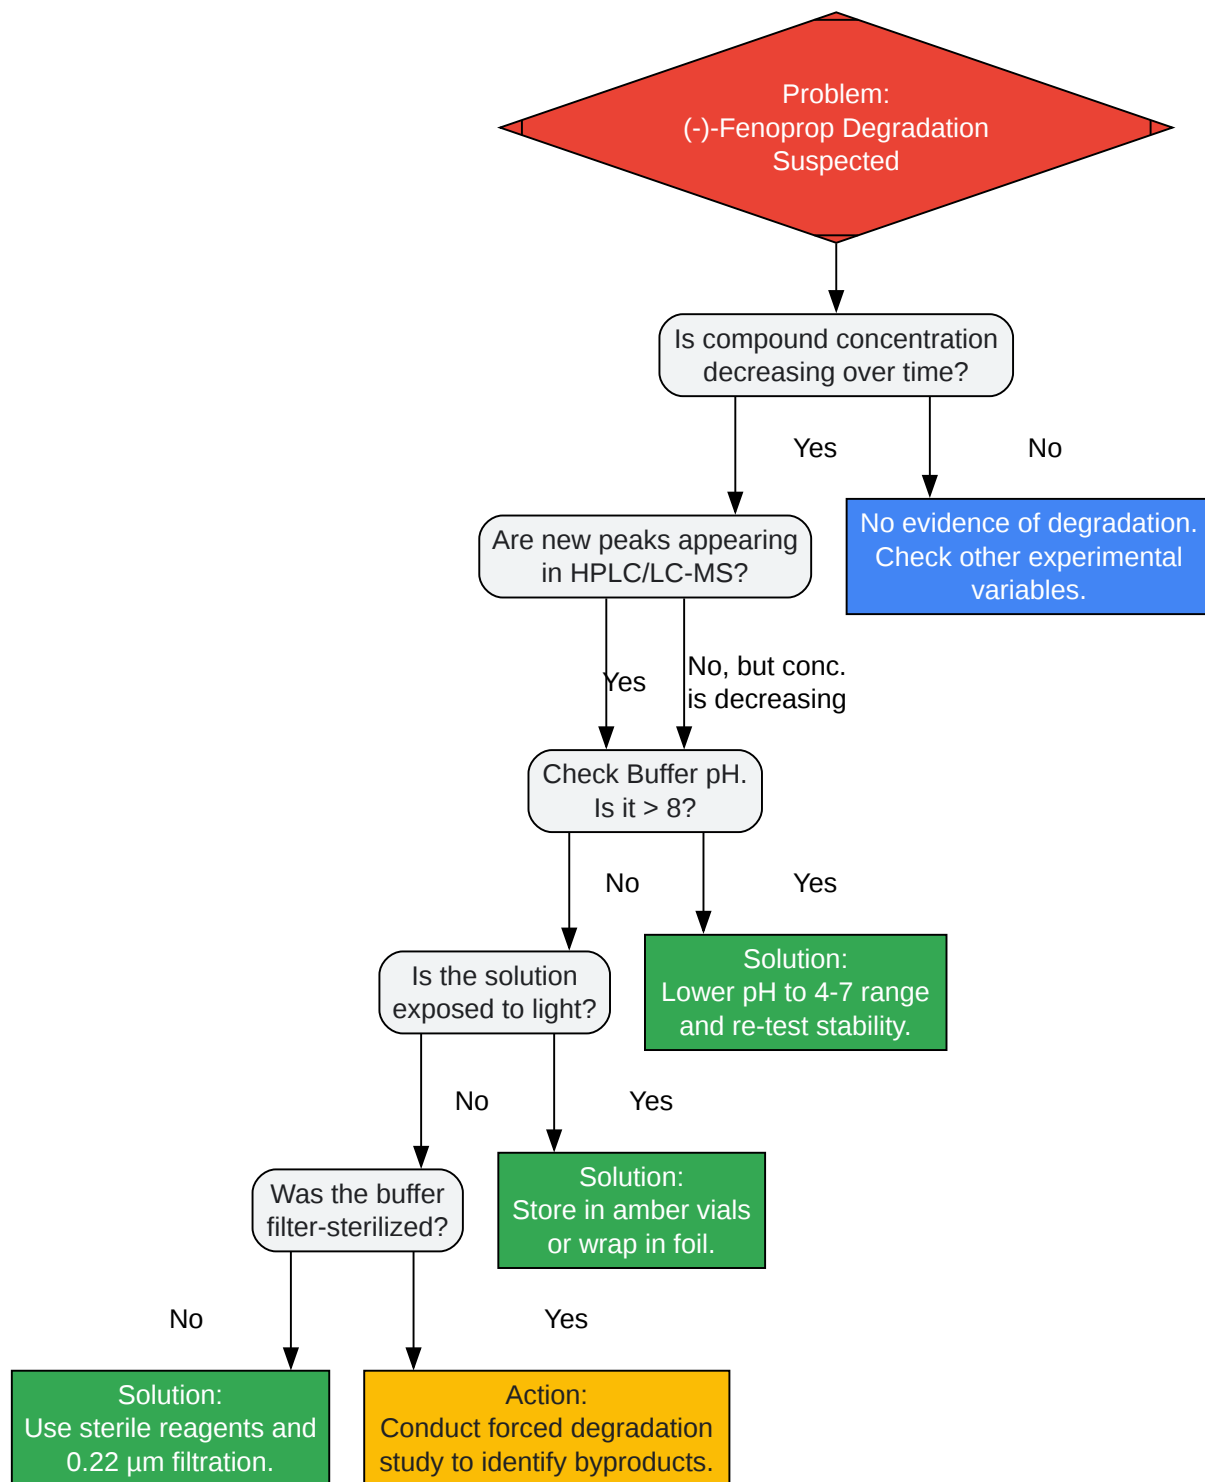 Problem:
(-)-Fenoprop Degradation
Suspected
Is compound concentration
decreasing over time?
Yes
No
Are new peaks appearing
in HPLC/LC-MS?
No evidence of degradation.
Check other experimental
variables.
Yes
No, but conc.
is decreasing
Check Buffer pH.
Is it > 8?
No
Yes
Is the solution
exposed to light?
Solution:
Lower pH to 4-7 range
and re-test stability.
No
Yes
Was the buffer
filter-sterilized?
Solution:
Store in amber vials
or wrap in foil.
No
Yes
Solution:
Use sterile reagents and
0.22 µm filtration.
Action:
Conduct forced degradation
study to identify byproducts.